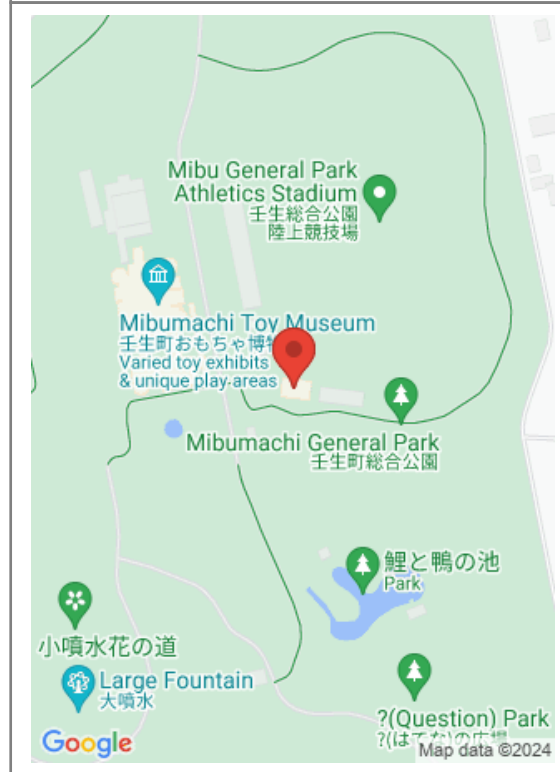 Mibu General Park
Athletics Stadium
壬生総合公園
陸上競技場
Mibumachi Toy Museum
壬生町おもちゃ博
Varied toy exhibits
& unique play areas
Mibumachi General Park
壬生町総合公園
鯉と鴨の池
Park
小噴水花の道
Large Fountain
大噴水
?(Question) Park
?(はてな)の広場
Google
Map data ©2024